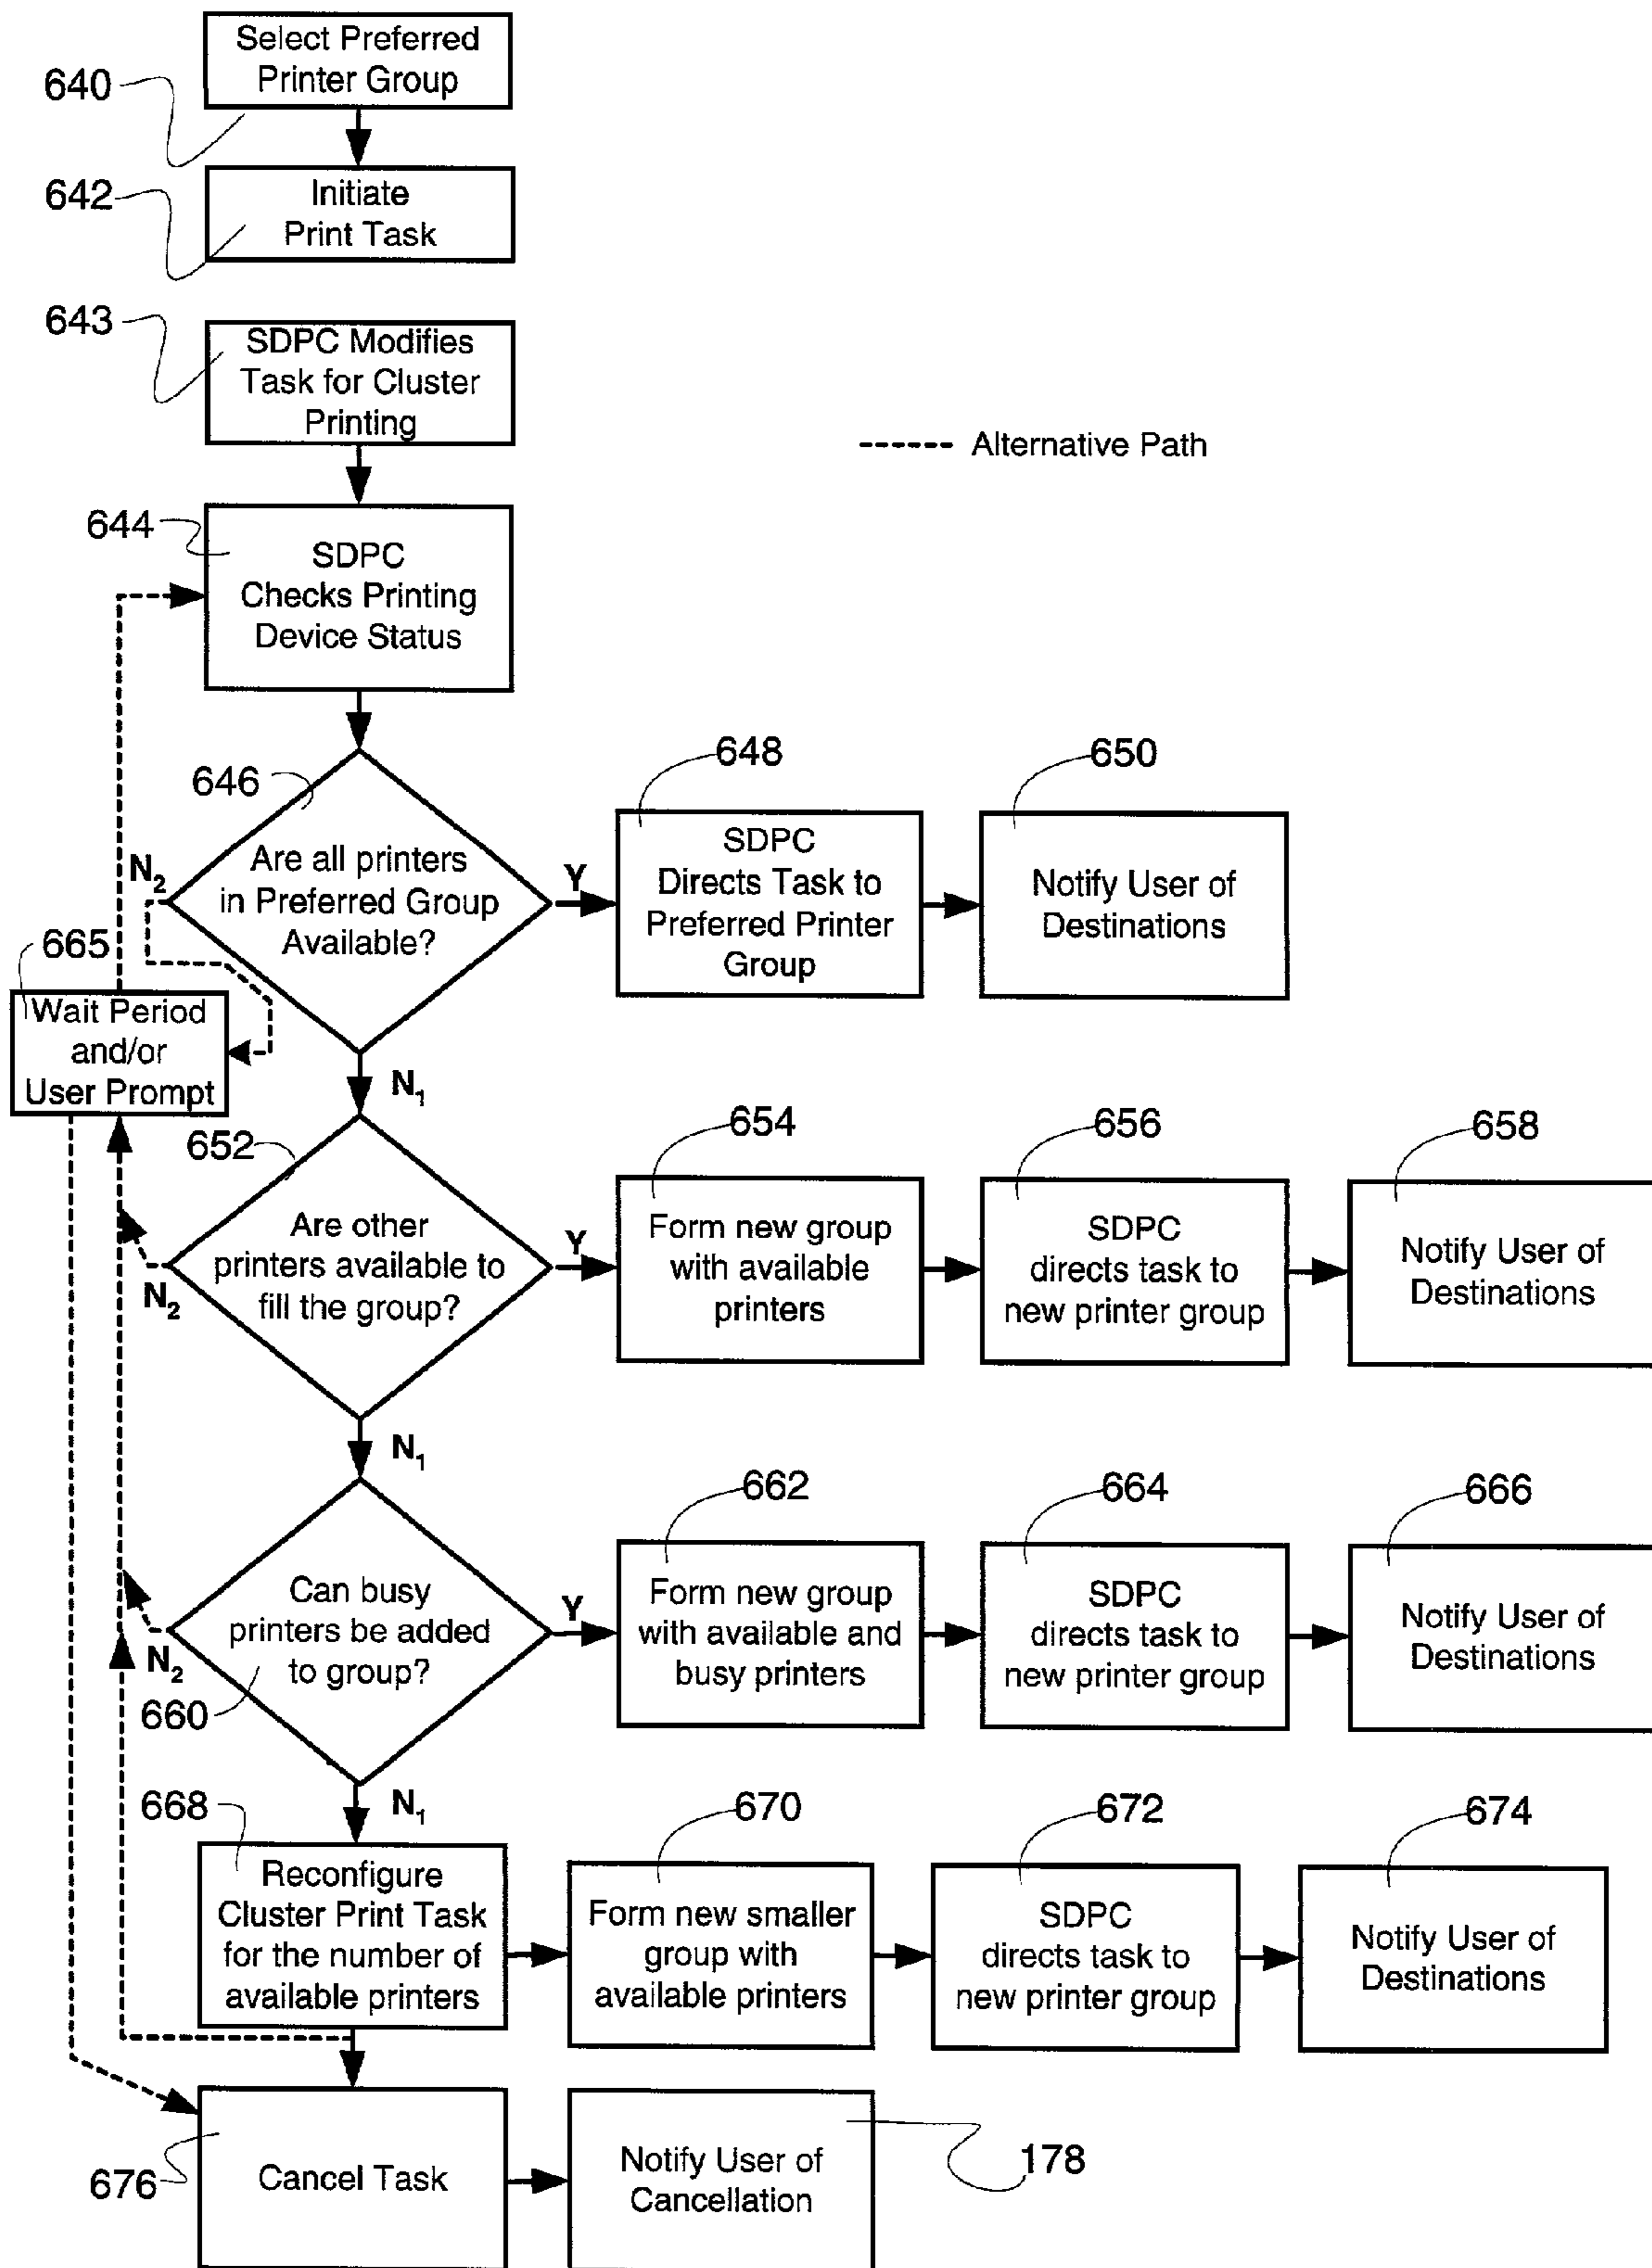 Select Preferred
Printer Group
640
642
Initiate
Print Task
643
SDPC Modifies
Task for Cluster
Printing
Alternative Path
644
SDPC
Checks Printing
Device Status
646
Are all printers
in Preferred Group
Available?
N2
Y
N1
648
SDPC
Directs Task to
Preferred Printer
Group
650
Notify User of
Destinations
665
Wait Period
and/or
User Prompt
652
Are other
printers available to
fill the group?
N2
Y
N1
654
Form new group
with available
printers
656
SDPC
directs task to
new printer group
658
Notify User of
Destinations
Can busy
printers be added
to group?
660
N2
Y
N1
662
Form new group
with available and
busy printers
664
SDPC
directs task to
new printer group
666
Notify User of
Destinations
668
Reconfigure
Cluster Print Task
for the number of
available printers
670
Form new smaller
group with
available printers
672
SDPC
directs task to
new printer group
674
Notify User of
Destinations
676
Cancel Task
Notify User of
Cancellation
178